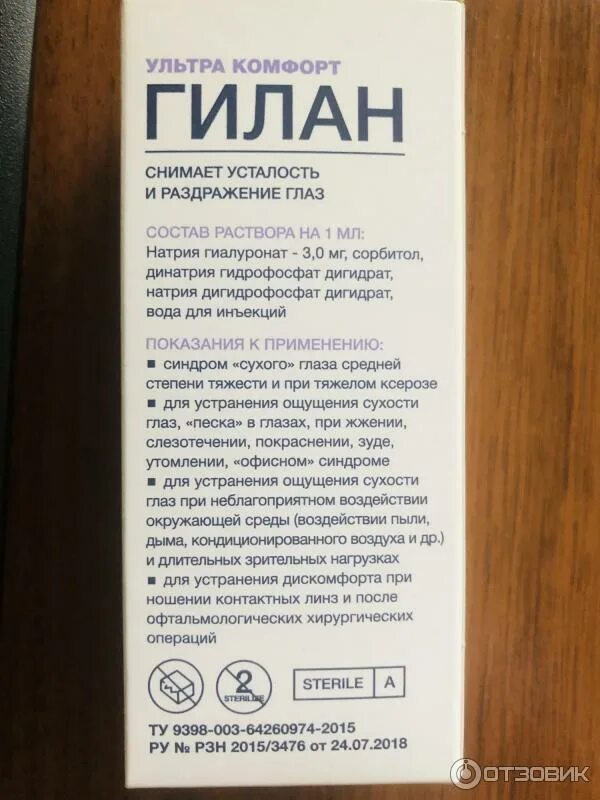 УЛЬТРА КОМФОРТ
ГИЛАН
СНИМАЕТ УСТАЛОСТЬ
И РАЗДРАЖЕНИЕ ГЛАЗ
СОСТАВ РАСТВОРА НА 1 МЛ:
Натрия гиалуронат - 3,0 мг, сорбитол,
динатрия гидрофосфат дигидрат,
натрия дигидрофосфат дигидрат,
вода для инъекций
ПОКАЗАНИЯ К ПРИМЕНЕНИЮ:
▪ синдром «сухого» глаза средней
степени тяжести и при тяжелом ксерозе
▪ для устранения ощущения сухости
глаз, «песка» в глазах, при жжении,
слезотечении, покраснении, зуде,
утомлении, «офисном» синдроме
▪ для устранения ощущения сухости
глаз при неблагоприятном воздействии
окружающей среды (воздействии пыли,
дыма, кондиционированного воздуха и др.)
и длительных зрительных нагрузках
▪ для устранения дискомфорта при
ношении контактных линз и после
офтальмологических хирургических
операций
2
STERILIZE
STERILE A
ТУ 9398-003-64260974-2015
РУ № РЗН 2015/3476 от 24.07.2018
ОТЗОВИК